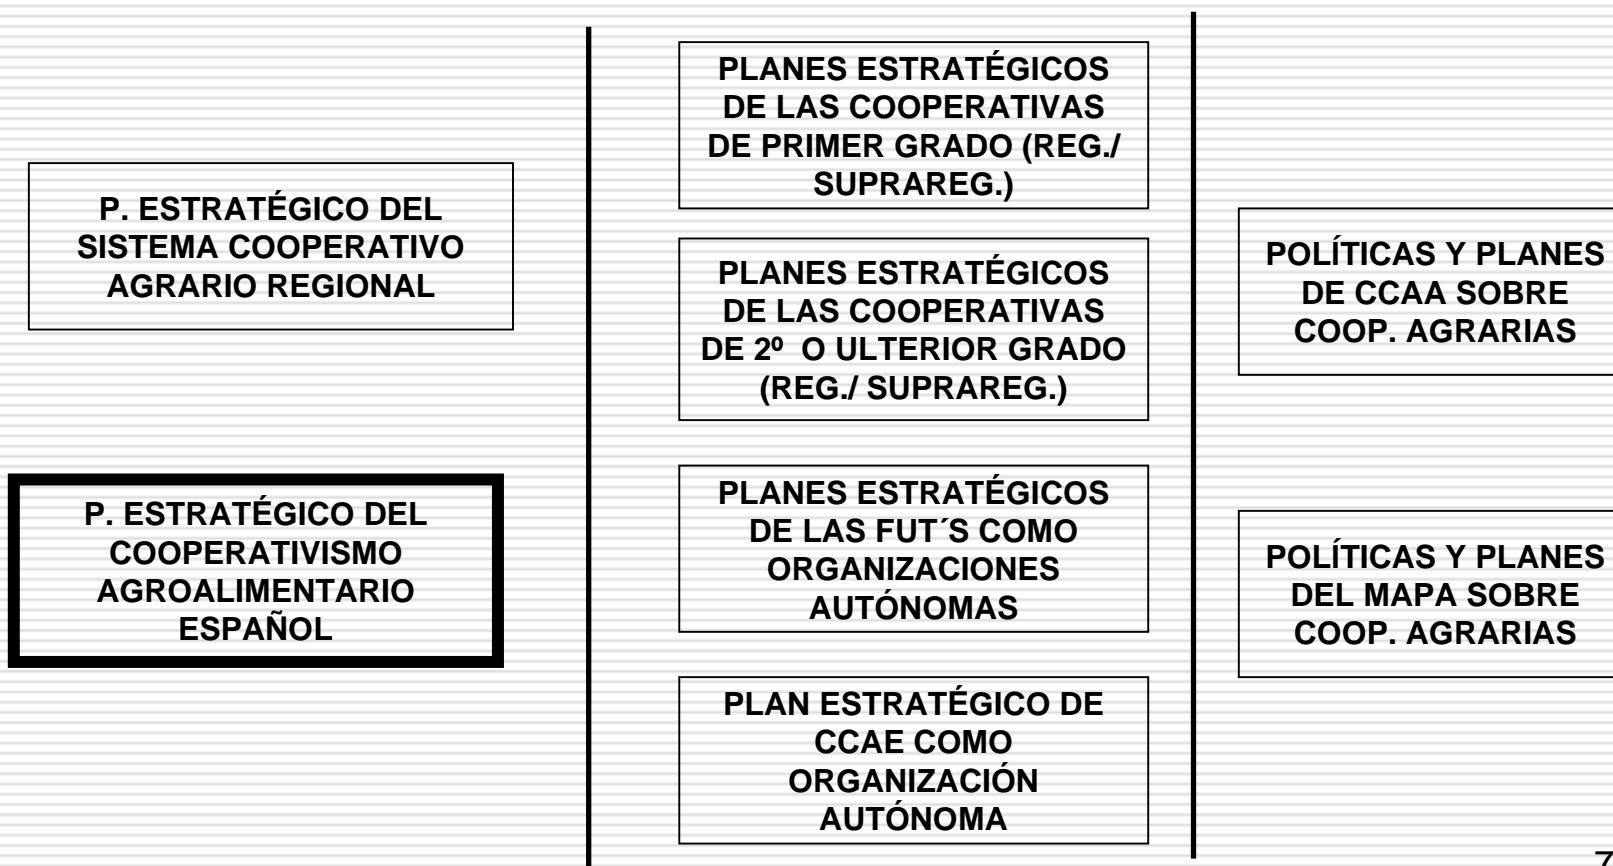 P. ESTRATÉGICO DEL
SISTEMA COOPERATIVO
AGRARIO REGIONAL
P. ESTRATÉGICO DEL
COOPERATIVISMO
AGROALIMENTARIO
ESPAÑOL
PLANES ESTRATÉGICOS
DE LAS COOPERATIVAS
DE PRIMER GRADO (REG./
SUPRAREG.)
PLANES ESTRATÉGICOS
DE LAS COOPERATIVAS
DE 2º O ULTERIOR GRADO
(REG./ SUPRAREG.)
PLANES ESTRATÉGICOS
DE LAS FUT´S COMO
ORGANIZACIONES
AUTÓNOMAS
PLAN ESTRATÉGICO DE
CCAE COMO
ORGANIZACIÓN
AUTÓNOMA
POLÍTICAS Y PLANES
DE CCAA SOBRE
COOP. AGRARIAS
POLÍTICAS Y PLANES
DEL MAPA SOBRE
COOP. AGRARIAS
7